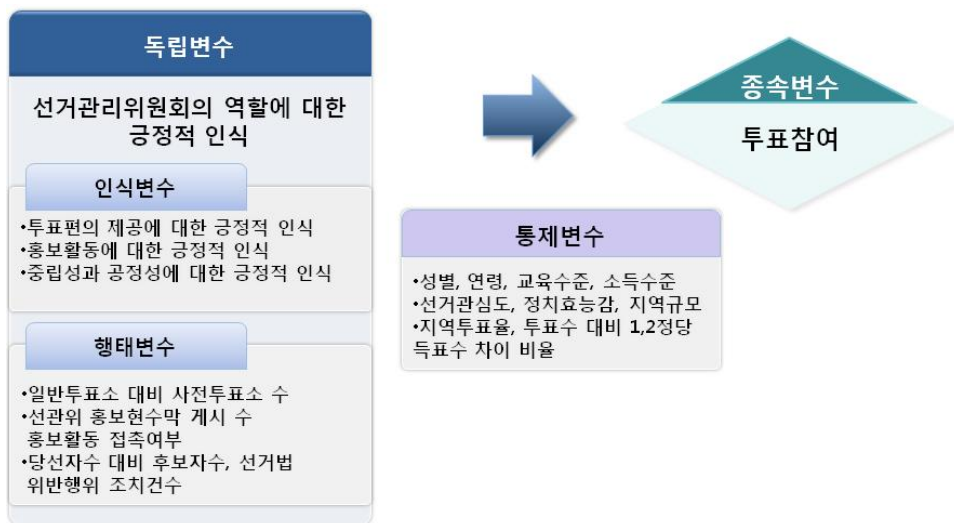 독립변수
선거관리위원회의 역할에 대한
긍정적 인식
인식변수
•투표편의 제공에 대한 긍정적 인식
•홍보활동에 대한 긍정적 인식
•중립성과 공정성에 대한 긍정적 인식
행태변수
•일반투표소 대비 사전투표소 수
•선관위 홍보현수막 게시 수
홍보활동 접촉여부
•당선자수 대비 후보자수, 선거법
위반행위 조치건수
종속변수
투표참여
통제변수
•성별, 연령, 교육수준, 소득수준
•선거관심도, 정치효능감, 지역규모
•지역투표율, 투표수 대비 1,2정당
득표수 차이 비율